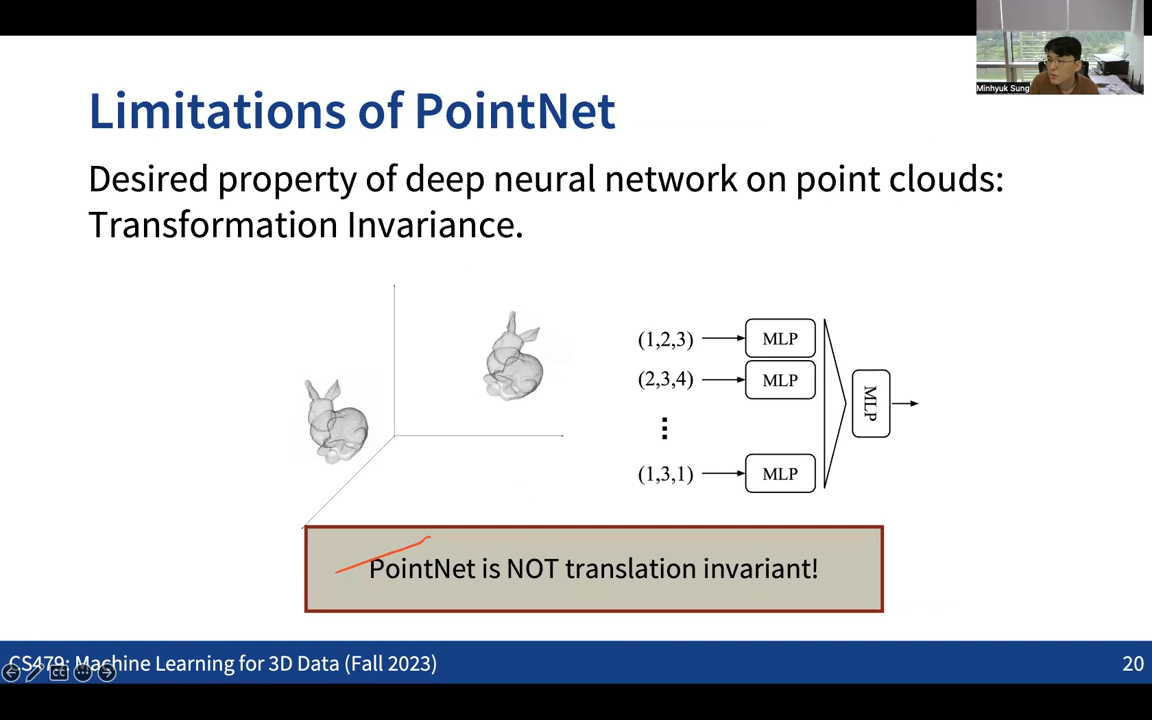 Minhyuk Sung
Limitations of PointNet
Desired property of deep neural network on point clouds:
Transformation Invariance.
(1,2,3)
MLP
(2,3,4)
MLP
⋮
(1,3,1)
MLP
MLP
PointNet is NOT translation invariant!
CS479: Machine Learning for 3D Data (Fall 2023)
20